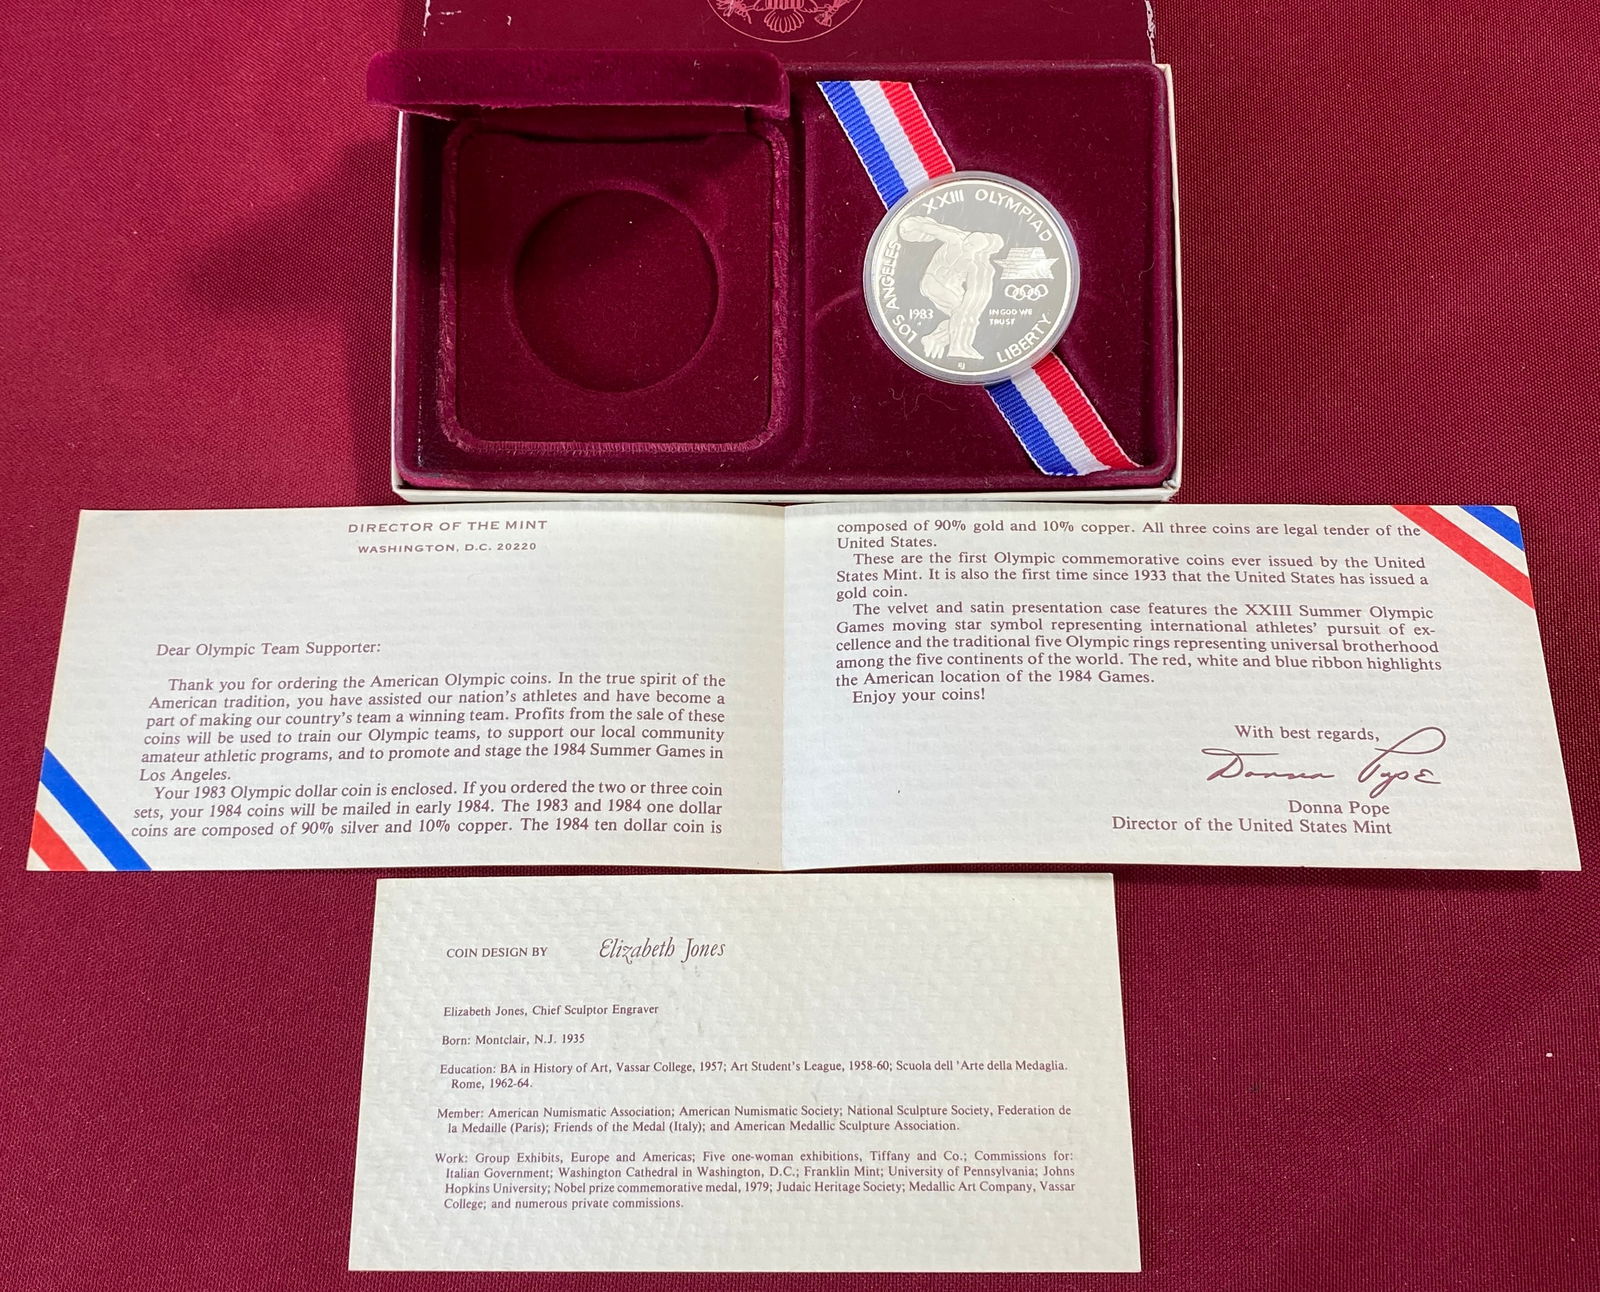 XXIII OLYMPIAD
LOS ANGELES
1983
IN GOD WE
TRUST
LIBERTY
EJ
DIRECTOR OF THE MINT
WASHINGTON, D.C. 20220
Dear Olympic Team Supporter:
Thank you for ordering the American Olympic coins. In the true spirit of the
American tradition, you have assisted our nation's athletes and have become a
part of making our country's team a winning team. Profits from the sale of these
coins will be used to train our Olympic teams, to support our local community
amateur athletic programs, and to promote and stage the 1984 Summer Games in
Los Angeles.
Your 1983 Olympic dollar coin is enclosed. If you ordered the two or three coin
sets, your 1984 coins will be mailed in early 1984. The 1983 and 1984 one dollar
coins are composed of 90% silver and 10% copper. The 1984 ten dollar coin is
composed of 90% gold and 10% copper. All three coins are legal tender of the
United States.
These are the first Olympic commemorative coins ever issued by the United
States Mint. It is also the first time since 1933 that the United States has issued a
gold coin.
The velvet and satin presentation case features the XXIII Summer Olympic
Games moving star symbol representing international athletes' pursuit of ex-
cellence and the traditional five Olympic rings representing universal brotherhood
among the five continents of the world. The red, white and blue ribbon highlights
the American location of the 1984 Games.
Enjoy your coins!
With best regards,
Donna Pope
Donna Pope
Director of the United States Mint
COIN DESIGN BY Elizabeth Jones
Elizabeth Jones, Chief Sculptor Engraver
Born: Montclair, N.J. 1935
Education: BA in History of Art, Vassar College, 1957; Art Student's League, 1958-60; Scuola dell 'Arte della Medaglia.
Rome, 1962-64.
Member: American Numismatic Association; American Numismatic Society; National Sculpture Society, Federation de
la Medaille (Paris); Friends of the Medal (Italy); and American Medallic Sculpture Association.
Work: Group Exhibits, Europe and Americas; Five one-woman exhibitions, Tiffany and Co.; Commissions for:
Italian Government; Washington Cathedral in Washington, D.C.; Franklin Mint; University of Pennsylvania; Johns
Hopkins University; Nobel prize commemorative medal, 1979; Judaic Heritage Society; Medallic Art Company, Vassar
College; and numerous private commissions.